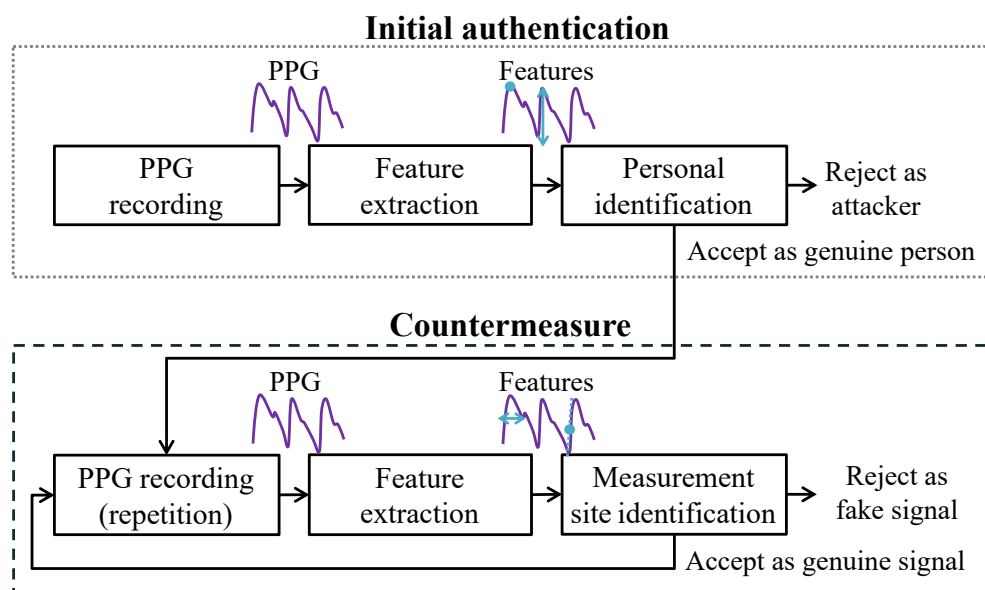 Initial authentication
PPG
Features
PPG
recording
Feature
extraction
Personal
identification
Reject as
attacker
Accept as genuine person
Countermeasure
PPG
Features
PPG recording
(repetition)
Feature
extraction
Measurement
site identification
Reject as
fake signal
Accept as genuine signal